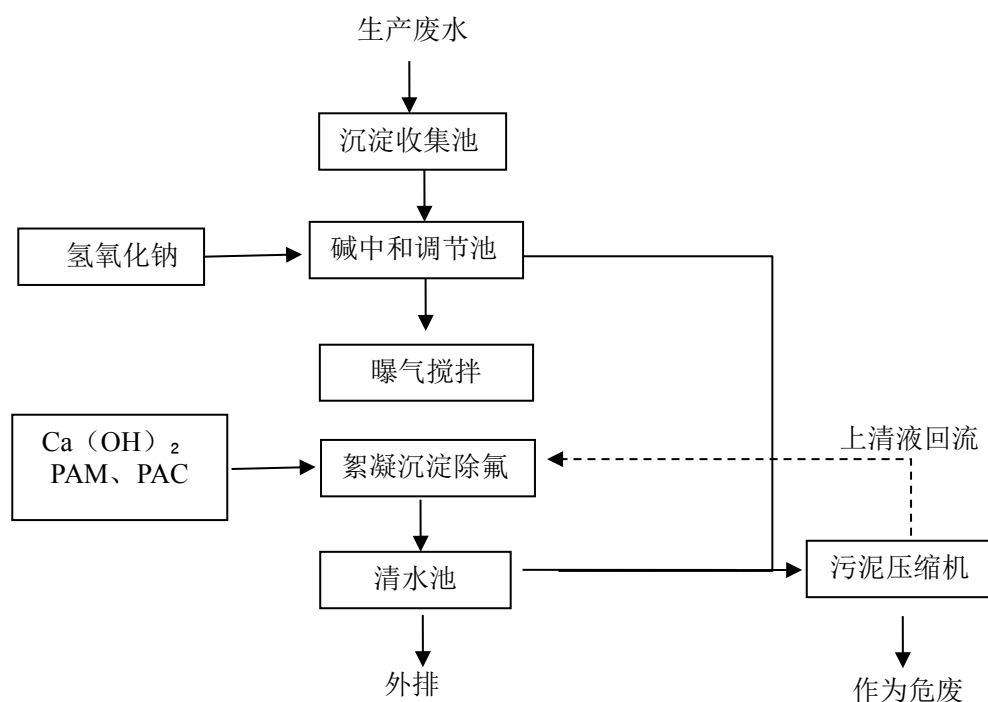 生产废水
沉淀收集池
氢氧化钠
碱中和调节池
曝气搅拌
Ca（OH）₂
PAM、PAC
絮凝沉淀除氟
上清液回流
清水池
污泥压缩机
外排
作为危废